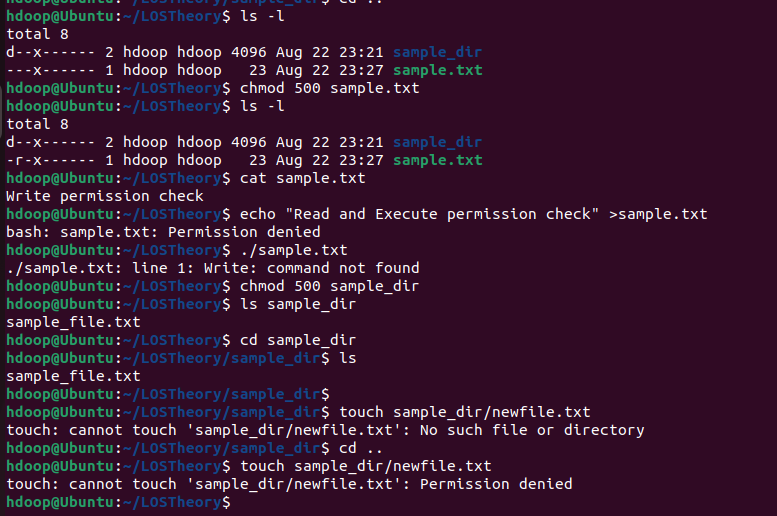 hdoop@Ubuntu:~/LOSTheory/sample_dir$ cd ..
hdoop@Ubuntu:~/LOSTheory$ ls -l
total 8
d--x------ 2 hdoop hdoop 4096 Aug 22 23:21 sample_dir
---x------ 1 hdoop hdoop   23 Aug 22 23:27 sample.txt
hdoop@Ubuntu:~/LOSTheory$ chmod 500 sample.txt
hdoop@Ubuntu:~/LOSTheory$ ls -l
total 8
d--x------ 2 hdoop hdoop 4096 Aug 22 23:21 sample_dir
-r-x------ 1 hdoop hdoop   23 Aug 22 23:27 sample.txt
hdoop@Ubuntu:~/LOSTheory$ cat sample.txt
Write permission check
hdoop@Ubuntu:~/LOSTheory$ echo "Read and Execute permission check" >sample.txt
bash: sample.txt: Permission denied
hdoop@Ubuntu:~/LOSTheory$ ./sample.txt
./sample.txt: line 1: Write: command not found
hdoop@Ubuntu:~/LOSTheory$ chmod 500 sample_dir
hdoop@Ubuntu:~/LOSTheory$ ls sample_dir
sample_file.txt
hdoop@Ubuntu:~/LOSTheory$ cd sample_dir
hdoop@Ubuntu:~/LOSTheory/sample_dir$ ls
sample_file.txt
hdoop@Ubuntu:~/LOSTheory/sample_dir$
hdoop@Ubuntu:~/LOSTheory/sample_dir$ touch sample_dir/newfile.txt
touch: cannot touch 'sample_dir/newfile.txt': No such file or directory
hdoop@Ubuntu:~/LOSTheory/sample_dir$ cd ..
hdoop@Ubuntu:~/LOSTheory$ touch sample_dir/newfile.txt
touch: cannot touch 'sample_dir/newfile.txt': Permission denied
hdoop@Ubuntu:~/LOSTheory$